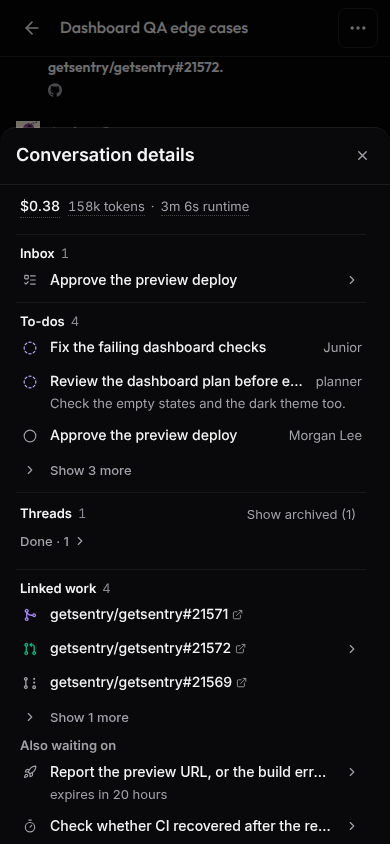 Dashboard QA edge cases
getsentry/getsentry#21572.
Conversation details
$0.38 158k tokens · 3m 6s runtime
Inbox 1
Approve the preview deploy
To-dos 4
Fix the failing dashboard checks Junior
Review the dashboard plan before e... planner
Check the empty states and the dark theme too.
Approve the preview deploy Morgan Lee
Show 3 more
Threads 1 Show archived (1)
Done · 1
Linked work 4
getsentry/getsentry#21571
getsentry/getsentry#21572
getsentry/getsentry#21569
Show 1 more
Also waiting on
Report the preview URL, or the build err...
expires in 20 hours
Check whether CI recovered after the re...